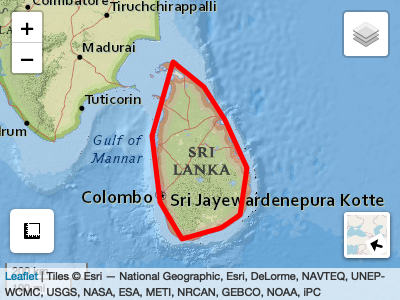 Coimbatore
Tiruchchirappalli
+
Madurai
−
Tuticorin
Gulf of
Mannar
SRI
LANKA
Colombo
Sri Jayewardenepura Kotte
Leaflet | Tiles © Esri — National Geographic, Esri, DeLorme, NAVTEQ, UNEP-
WCMC, USGS, NASA, ESA, METI, NRCAN, GEBCO, NOAA, iPC